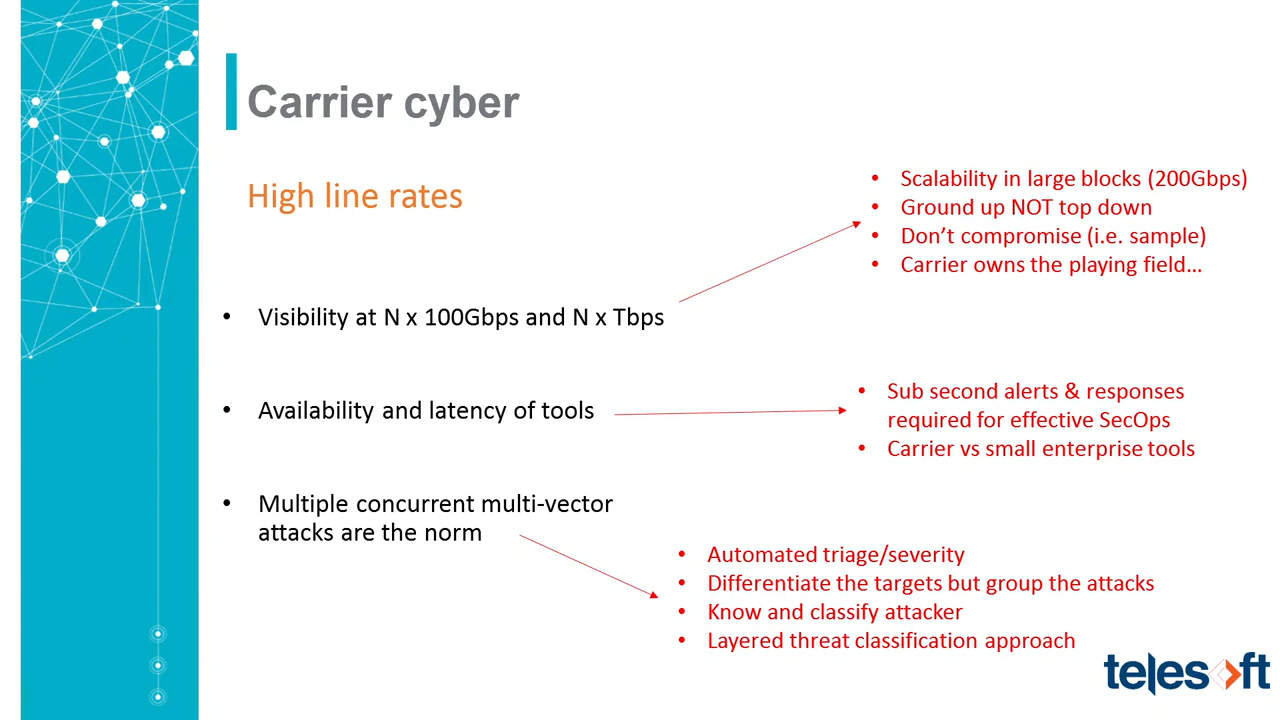 Carrier cyber
High line rates
• Scalability in large blocks (200Gbps)
• Ground up NOT top down
• Don’t compromise (i.e. sample)
• Carrier owns the playing field…
• Visibility at N x 100Gbps and N x Tbps
• Availability and latency of tools
• Sub second alerts & responses
required for effective SecOps
• Carrier vs small enterprise tools
• Multiple concurrent multi-vector
attacks are the norm
• Automated triage/severity
• Differentiate the targets but group the attacks
• Know and classify attacker
• Layered threat classification approach
telesoft